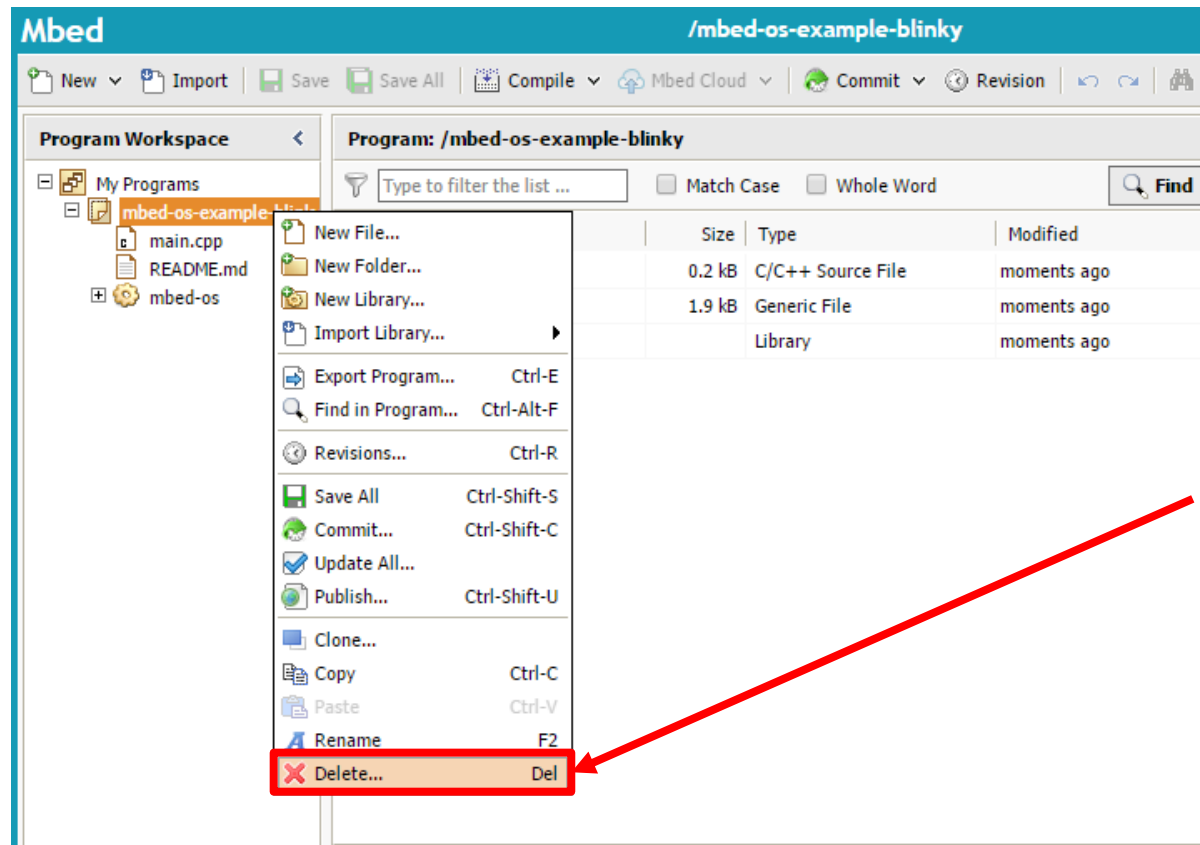 Mbed
/mbed-os-example-blinky
New Import Save Save All Compile Mbed Cloud Commit Revision
Program Workspace
Program: /mbed-os-example-blinky
My Programs
Type to filter the list ... Match Case Whole Word Find
mbed-os-example-
main.cpp
README.md
mbed-os
Size Type Modified
0.2 kB C/C++ Source File moments ago
1.9 kB Generic File moments ago
Library moments ago
New File...
New Folder...
New Library...
Import Library...
Export Program... Ctrl-E
Find in Program... Ctrl-Alt-F
Revisions... Ctrl-R
Save All Ctrl-Shift-S
Commit... Ctrl-Shift-C
Update All...
Publish... Ctrl-Shift-U
Clone...
Copy Ctrl-C
Paste Ctrl-V
Rename F2
Delete... Del